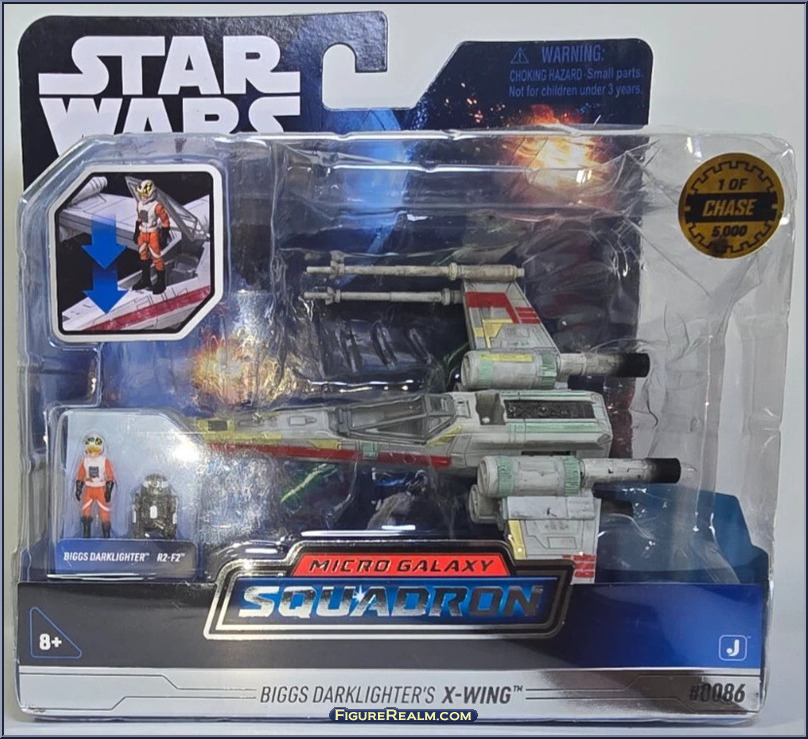 STAR
WARS
WARNING:
CHOKING HAZARD-Small parts.
Not for children under 3 years.
1 OF
CHASE
5,000
BIGGS DARKLIGHTER™ R2-F2™
MICRO GALAXY
SQUADRON
8+
J
BIGGS DARKLIGHTER'S X-WING™
#0086
FIGUREREALM.COM